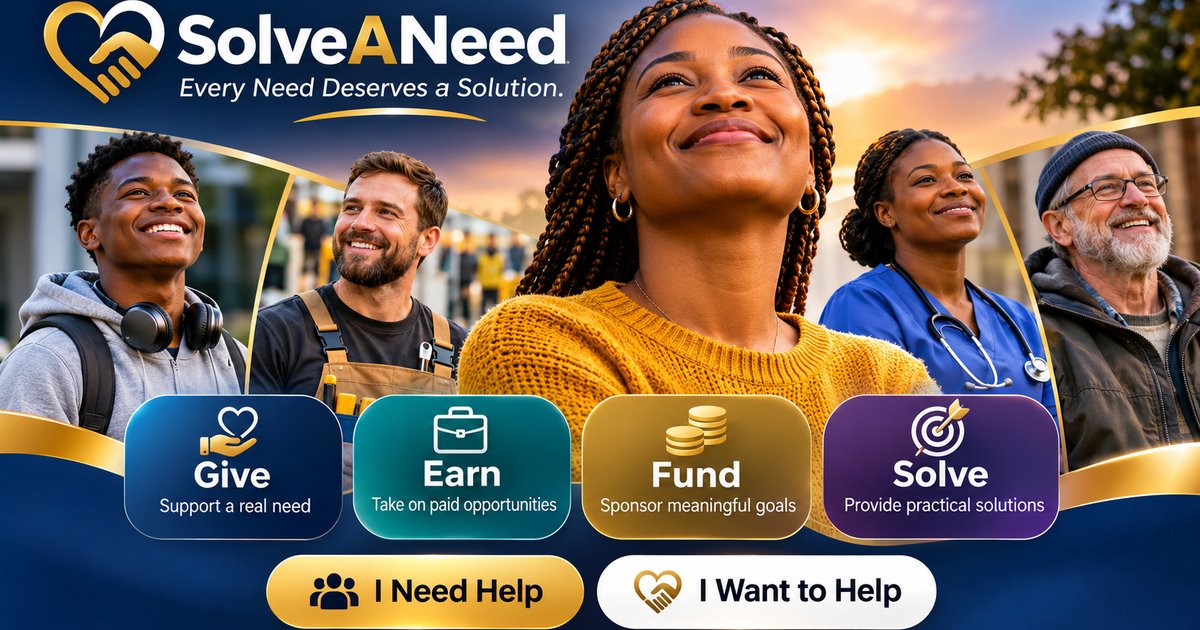 SolveANeed
Every Need Deserves a Solution.
Give
Support a real need
Earn
Take on paid opportunities
Fund
Sponsor meaningful goals
Solve
Provide practical solutions
I Need Help
I Want to Help